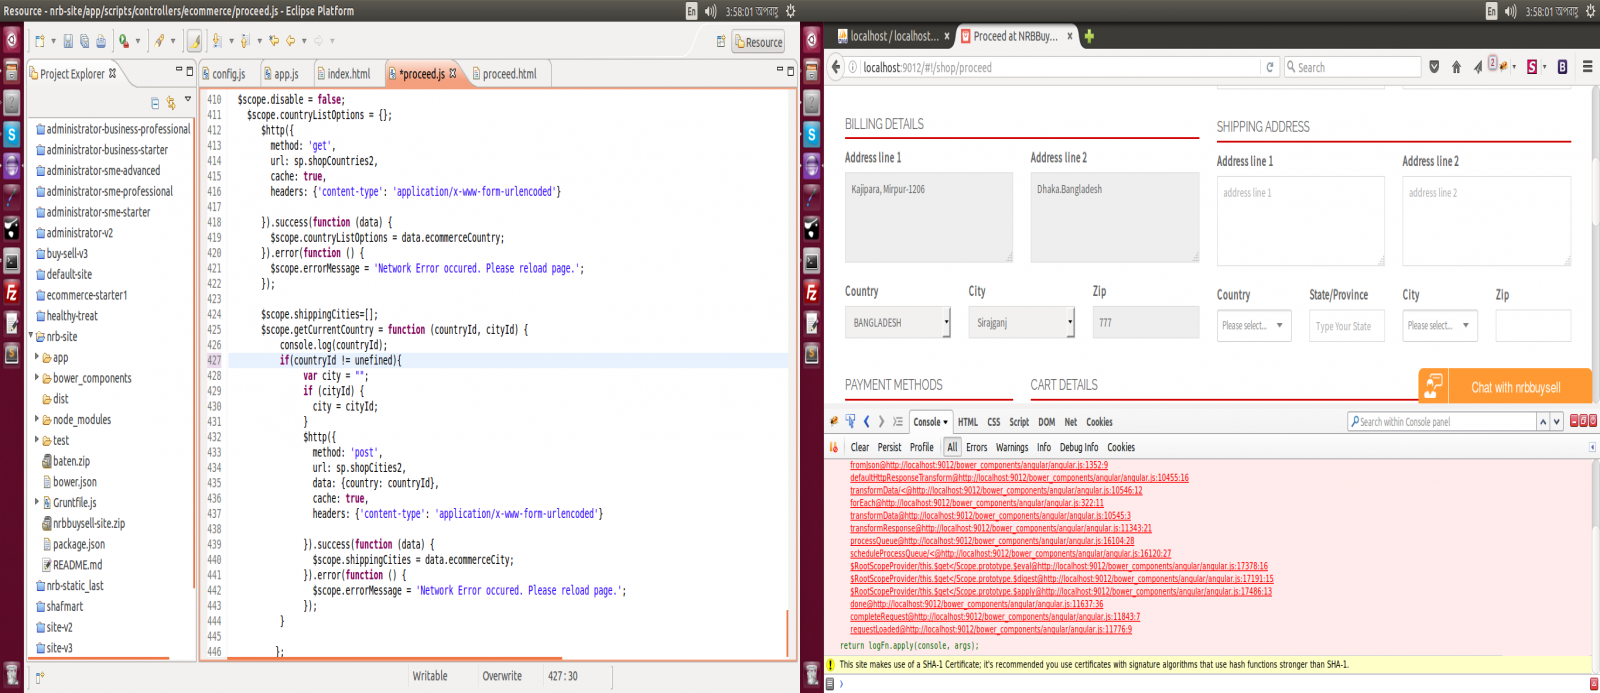 Resource - nrb-site/app/scripts/controllers/ecommerce/proceed.js - Eclipse Platform
En
3:58:01 অপরাহ্ণ
En
3:58:01 অপরাহ্ণ
Resource
Project Explorer
administrator-business-professional
administrator-business-starter
administrator-sme-advanced
administrator-sme-professional
administrator-sme-starter
administrator-v2
buy-sell-v3
default-site
ecommerce-starter1
healthy-treat
nrb-site
app
bower_components
dist
node_modules
test
baten.zip
bower.json
Gruntfile.js
nrbbuysell-site.zip
package.json
README.md
nrb-static_last
shafmart
site-v2
site-v3
config.js
app.js
index.html
*proceed.js
proceed.html
410 $scope.disable = false;
411 $scope.countryListOptions = {};
412 $http({
413 method: 'get',
414 url: sp.shopCountries2,
415 cache: true,
416 headers: {'content-type': 'application/x-www-form-urlencoded'}
417
418 }).success(function (data) {
419 $scope.countryListOptions = data.ecommerceCountry;
420 }).error(function () {
421 $scope.errorMessage = 'Network Error occured. Please reload page.';
422 });
423
424 $scope.shippingCities=[];
425 $scope.getCurrentCountry = function (countryId, cityId) {
426 console.log(countryId);
427 if(countryId != unefined){
428 var city = "";
429 if (cityId) {
430 city = cityId;
431 }
432 $http({
433 method: 'post',
434 url: sp.shopCities2,
435 data: {country: countryId},
436 cache: true,
437 headers: {'content-type': 'application/x-www-form-urlencoded'}
438
439 }).success(function (data) {
440 $scope.shippingCities = data.ecommerceCity;
441 }).error(function () {
442 $scope.errorMessage = 'Network Error occured. Please reload page.';
443 });
444 }
445
446 };
Writable
Overwrite
427 : 30
localhost / localhost...
Proceed at NRBBuy...
localhost:9012/#!/shop/proceed
Search
2
S
B
BILLING DETAILS
SHIPPING ADDRESS
Address line 1
Address line 2
Address line 1
Address line 2
Kajipara, Mirpur-1206
Dhaka.Bangladesh
address line 1
address line 2
Country
City
Zip
Country
State/Province
City
Zip
BANGLADESH
Sirajganj
777
Please select...
Type Your State
Please select...
PAYMENT METHODS
CART DETAILS
Chat with nrbbuysell
Console
HTML
CSS
Script
DOM
Net
Cookies
Search within Console panel
Clear
Persist
Profile
All
Errors
Warnings
Info
Debug Info
Cookies
fromJson@http://localhost:9012/bower_components/angular/angular.js:1352:9
defaultHttpResponseTransform@http://localhost:9012/bower_components/angular/angular.js:10455:16
transformData/<@http://localhost:9012/bower_components/angular/angular.js:10546:12
forEach@http://localhost:9012/bower_components/angular/angular.js:322:11
transformData@http://localhost:9012/bower_components/angular/angular.js:10545:3
transformResponse@http://localhost:9012/bower_components/angular/angular.js:11343:21
processQueue@http://localhost:9012/bower_components/angular/angular.js:16104:28
scheduleProcessQueue/<@http://localhost:9012/bower_components/angular/angular.js:16120:27
$RootScopeProvider/this.$get</Scope.prototype.$eval@http://localhost:9012/bower_components/angular/angular.js:17378:16
$RootScopeProvider/this.$get</Scope.prototype.$digest@http://localhost:9012/bower_components/angular/angular.js:17191:15
$RootScopeProvider/this.$get</Scope.prototype.$apply@http://localhost:9012/bower_components/angular/angular.js:17486:13
done@http://localhost:9012/bower_components/angular/angular.js:11637:36
completeRequest@http://localhost:9012/bower_components/angular/angular.js:11843:7
requestLoaded@http://localhost:9012/bower_components/angular/angular.js:11776:9
return logFn.apply(console, args);
This site makes use of a SHA-1 Certificate; it's recommended you use certificates with signature algorithms that use hash functions stronger than SHA-1.